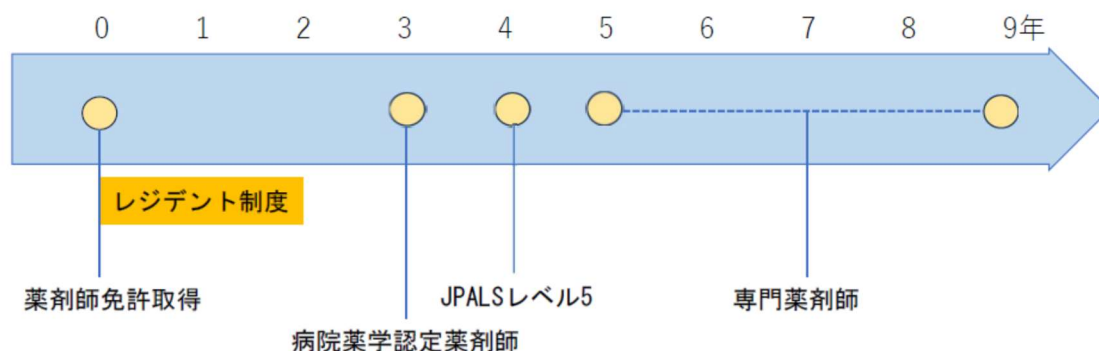 0 1 2 3 4 5 6 7 8 9年
レジデント制度
薬剤師免許取得
JPALSレベル5
専門薬剤師
病院薬学認定薬剤師